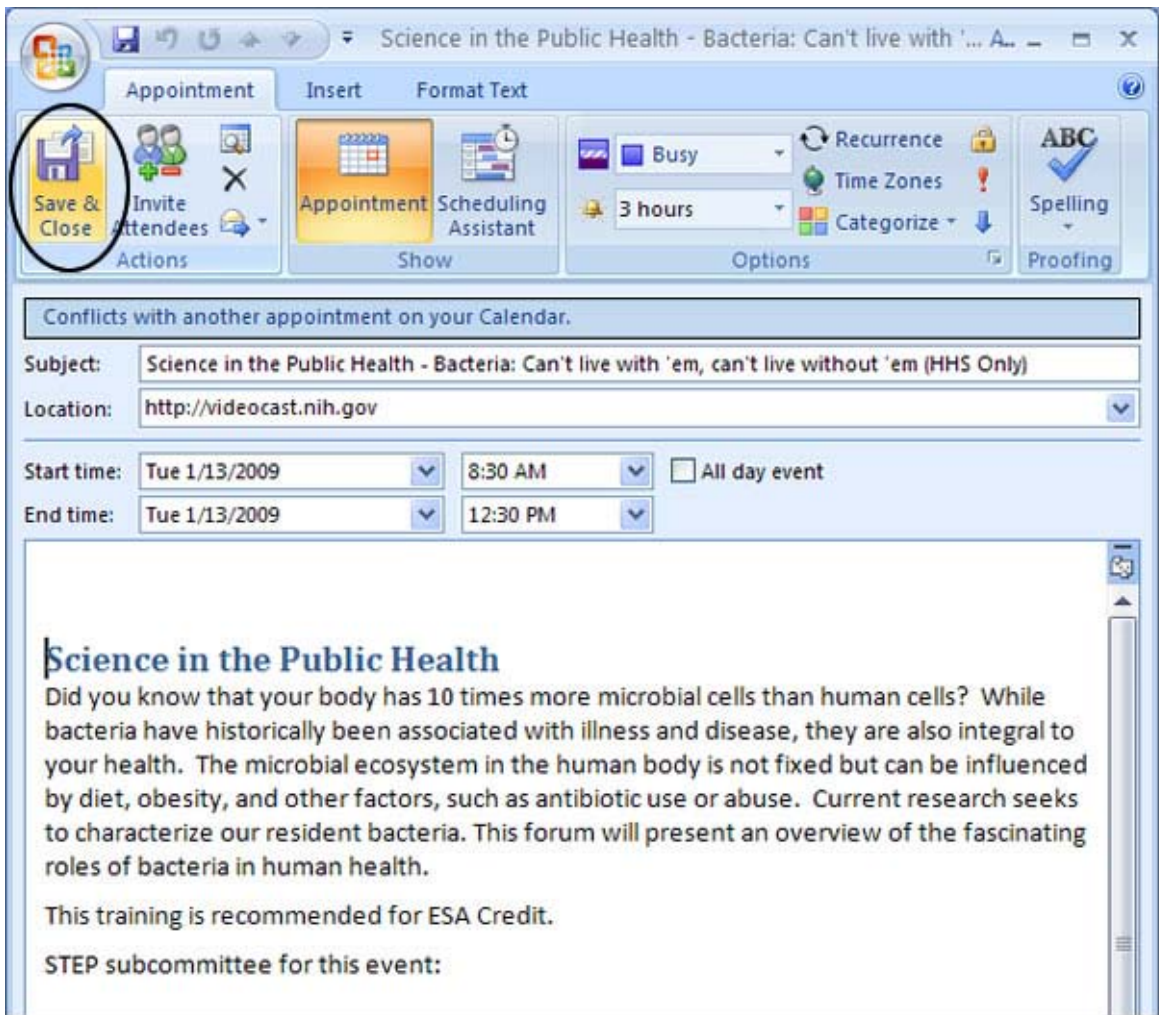 Science in the Public Health - Bacteria: Can't live with '... A...
Appointment Insert Format Text
Save & Close
Invite Attendees
Actions
Appointment
Scheduling Assistant
Show
Busy
3 hours
Recurrence
Time Zones
Categorize
Options
ABC
Spelling
Proofing
Conflicts with another appointment on your Calendar.
Subject: Science in the Public Health - Bacteria: Can't live with 'em, can't live without 'em (HHS Only)
Location: http://videocast.nih.gov
Start time: Tue 1/13/2009 8:30 AM All day event
End time: Tue 1/13/2009 12:30 PM
Science in the Public Health
Did you know that your body has 10 times more microbial cells than human cells?  While
bacteria have historically been associated with illness and disease, they are also integral to
your health.  The microbial ecosystem in the human body is not fixed but can be influenced
by diet, obesity, and other factors, such as antibiotic use or abuse.  Current research seeks
to characterize our resident bacteria. This forum will present an overview of the fascinating
roles of bacteria in human health.
This training is recommended for ESA Credit.
STEP subcommittee for this event: